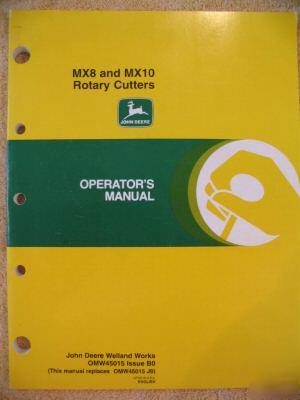 MX8 and MX10
Rotary Cutters
JOHN DEERE
OPERATOR'S
MANUAL
John Deere Welland Works
OMW45015 Issue B0
(This manual replaces OMW45015 J9)
ENGLISH